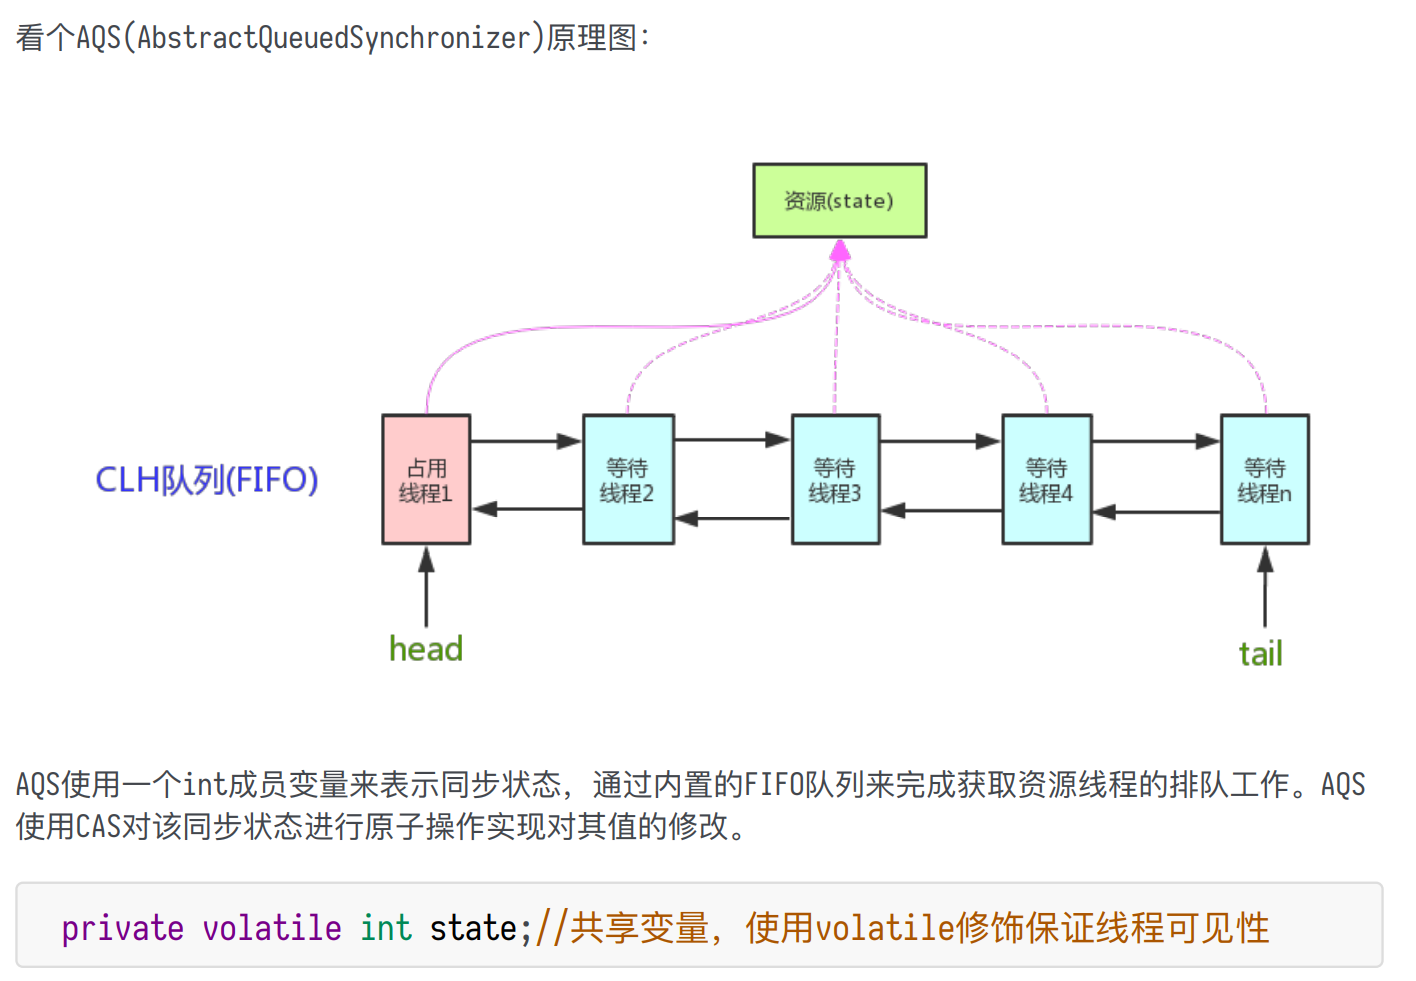 看个AQS(AbstractQueuedSynchronizer)原理图：
资源(state)
CLH队列(FIFO)
占用
线程1
等待
线程2
等待
线程3
等待
线程4
等待
线程n
head
tail
AQS使用一个int成员变量来表示同步状态，通过内置的FIFO队列来完成获取资源线程的排队工作。AQS
使用CAS对该同步状态进行原子操作实现对其值的修改。
private volatile int state;//共享变量，使用volatile修饰保证线程可见性